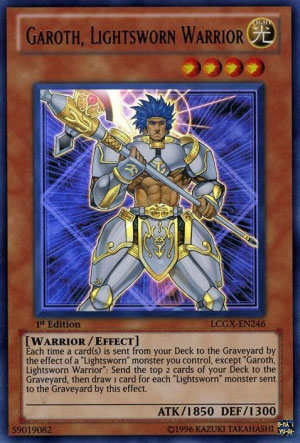 GAROTH, LIGHTSWORN WARRIOR
LIGHT
光
1st Edition
LCGX-EN246
[WARRIOR / EFFECT]
Each time a card(s) is sent from your Deck to the Graveyard by
the effect of a "Lightsworn" monster you control, except "Garoth,
Lightsworn Warrior": Send the top 2 cards of your Deck to the
Graveyard, then draw 1 card for each "Lightsworn" monster sent
to the Graveyard by this effect.
ATK/1850 DEF/1300
59019082
©1996 KAZUKI TAKAHASHI